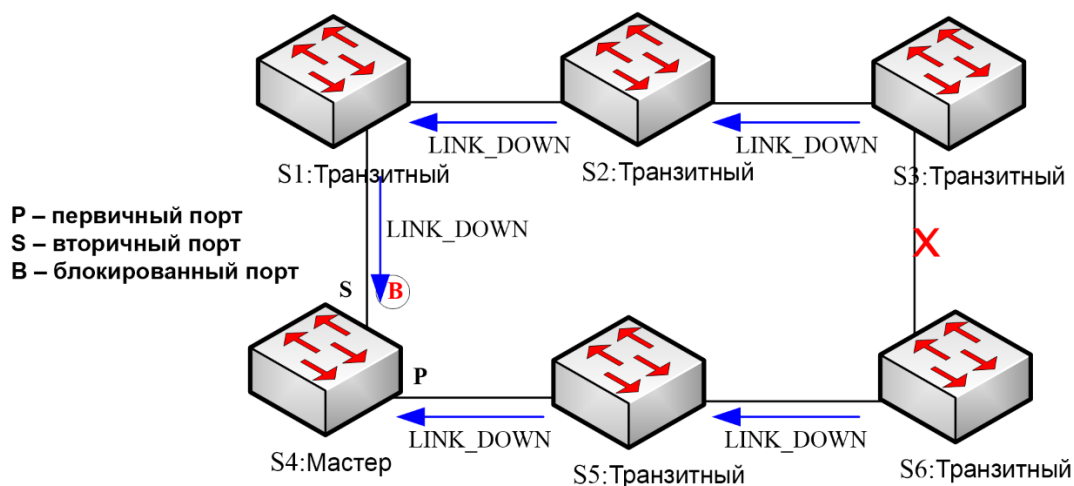 LINK_DOWN
LINK_DOWN
S1:Транзитный
S2:Транзитный
S3:Транзитный
P – первичный порт
S – вторичный порт
B – блокированный порт
LINK_DOWN
X
S
B
P
LINK_DOWN
LINK_DOWN
S4:Мастер
S5:Транзитный
S6:Транзитный